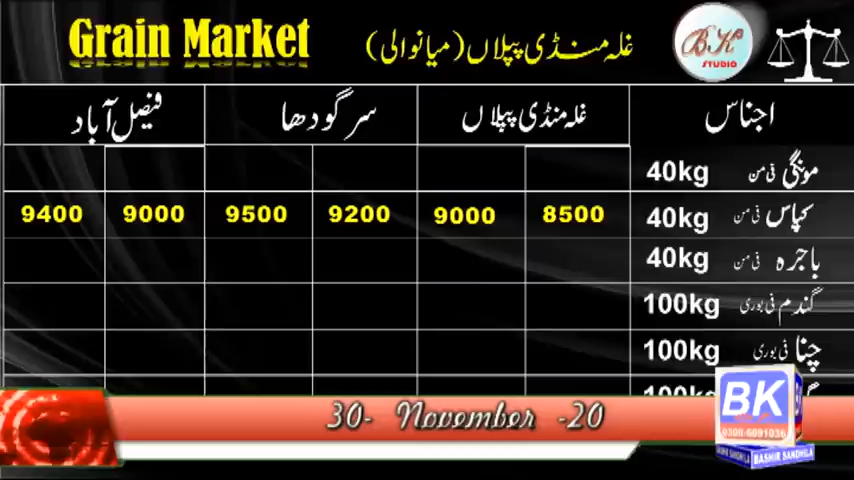 Grain Market
غلہ منڈی پپلاں (میانوالی)
BK
STUDIO
اجناس
غلہ منڈی پپلاں
سرگودھا
فیصل آباد
مونگی فی من 40kg
کپاس فی من 40kg 8500 9000 9200 9500 9000 9400
باجرہ فی من 40kg
گندم فی بوری 100kg
چنا فی بوری 100kg
100kg
30- November -20
BK
0300-6091036
BASHIR SANDHILA